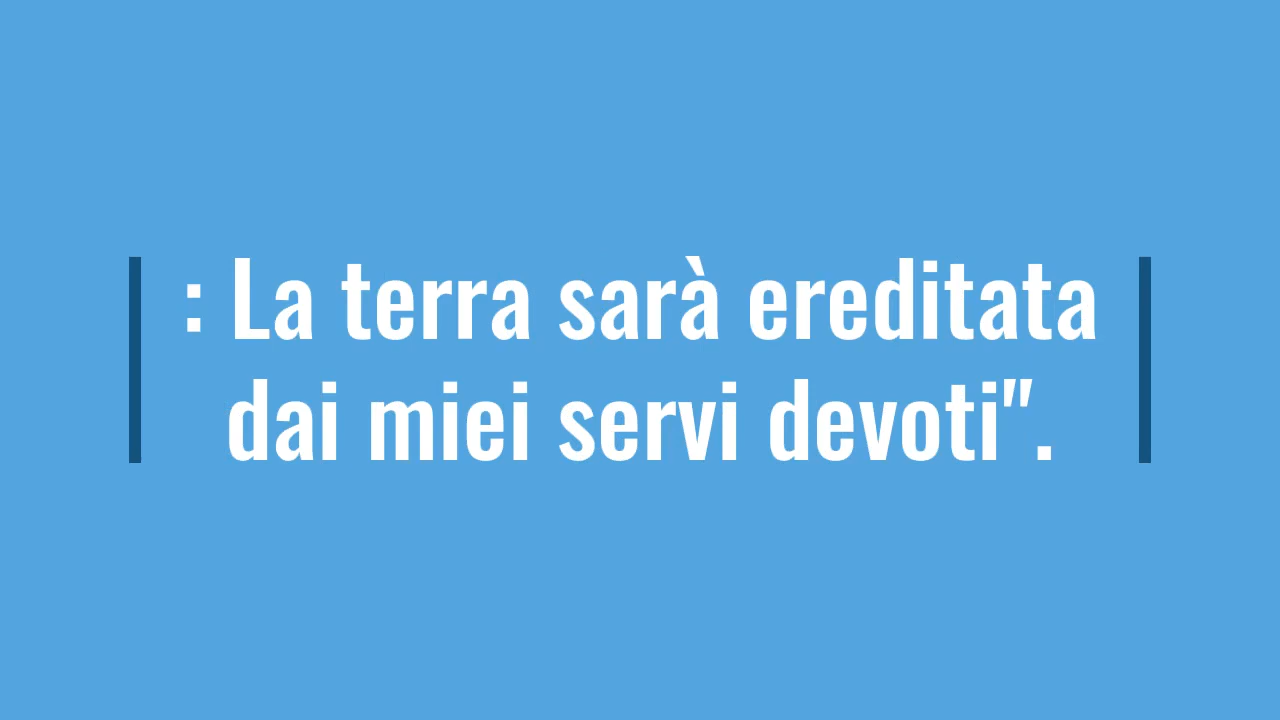 : La terra sarà ereditata
dai miei servi devoti".